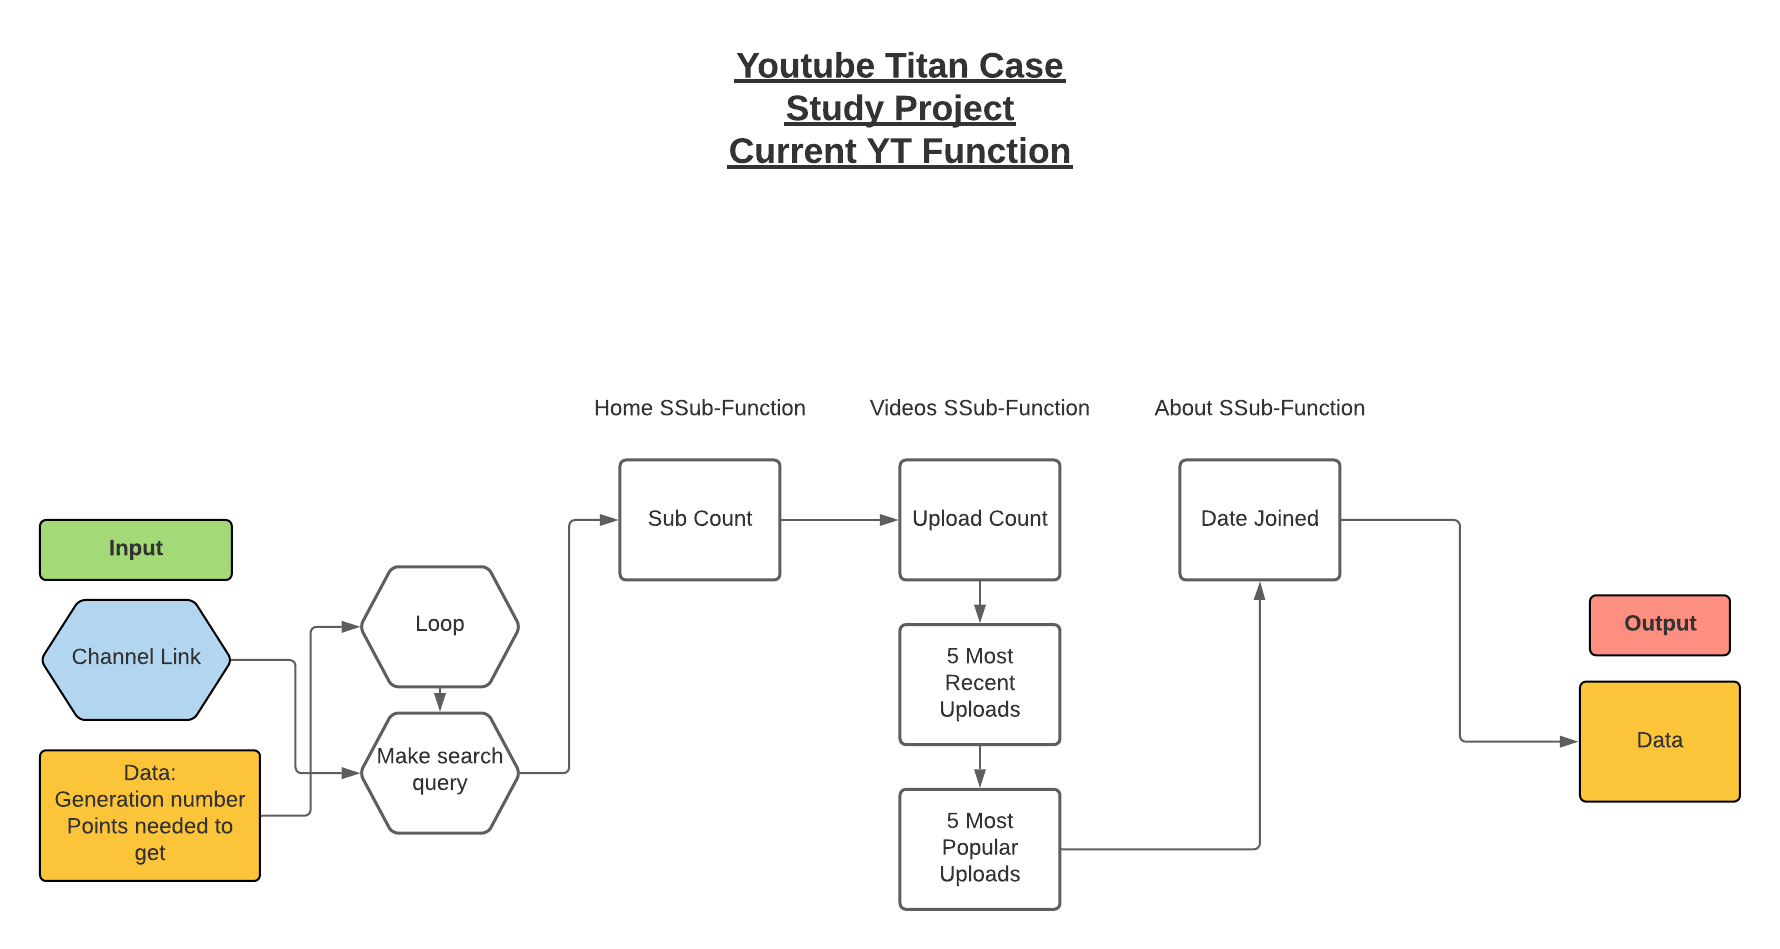 Youtube Titan Case
Study Project
Current YT Function
Home SSub-Function
Videos SSub-Function
About SSub-Function
Input
Channel Link
Data:
Generation number
Points needed to
get
Loop
Make search
query
Sub Count
Upload Count
5 Most
Recent
Uploads
5 Most
Popular
Uploads
Date Joined
Output
Data